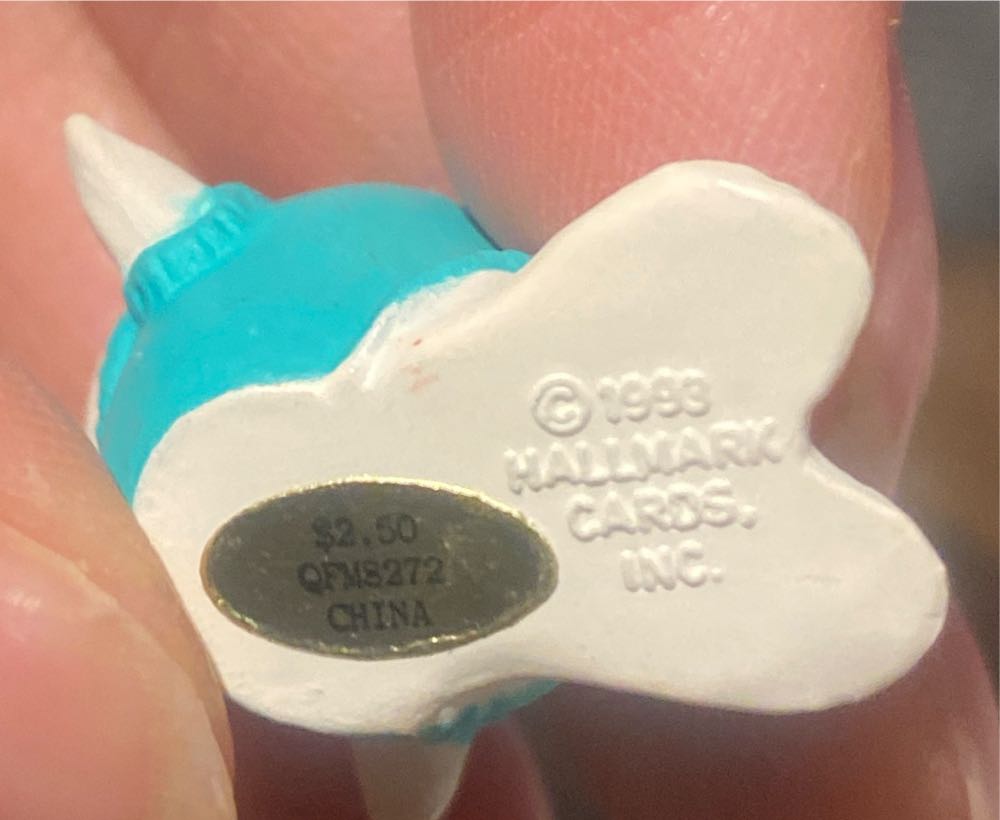 © 1993
HALLMARK
CARDS,
INC.
$2.50
QFM8272
CHINA